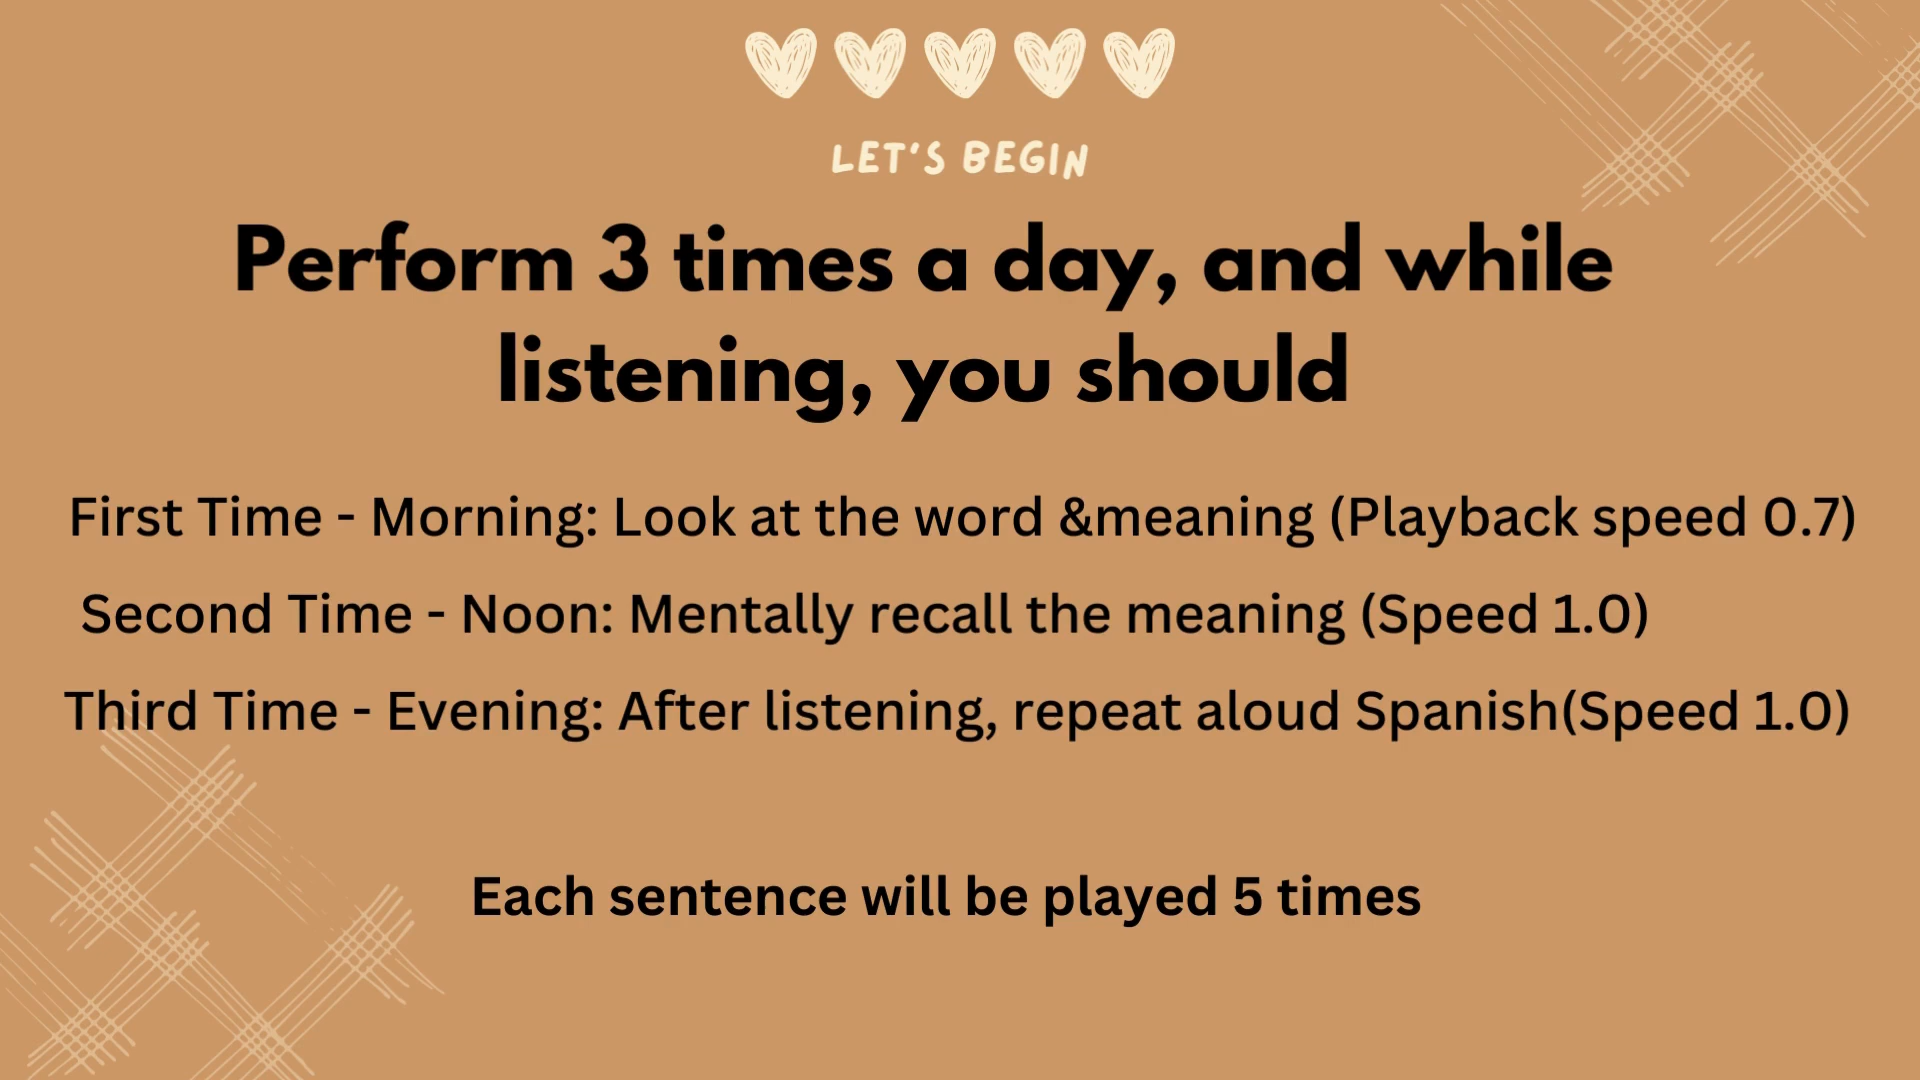 LET'S BEGIN
Perform 3 times a day, and while
listening, you should
First Time - Morning: Look at the word &meaning (Playback speed 0.7)
Second Time - Noon: Mentally recall the meaning (Speed 1.0)
Third Time - Evening: After listening, repeat aloud Spanish(Speed 1.0)
Each sentence will be played 5 times